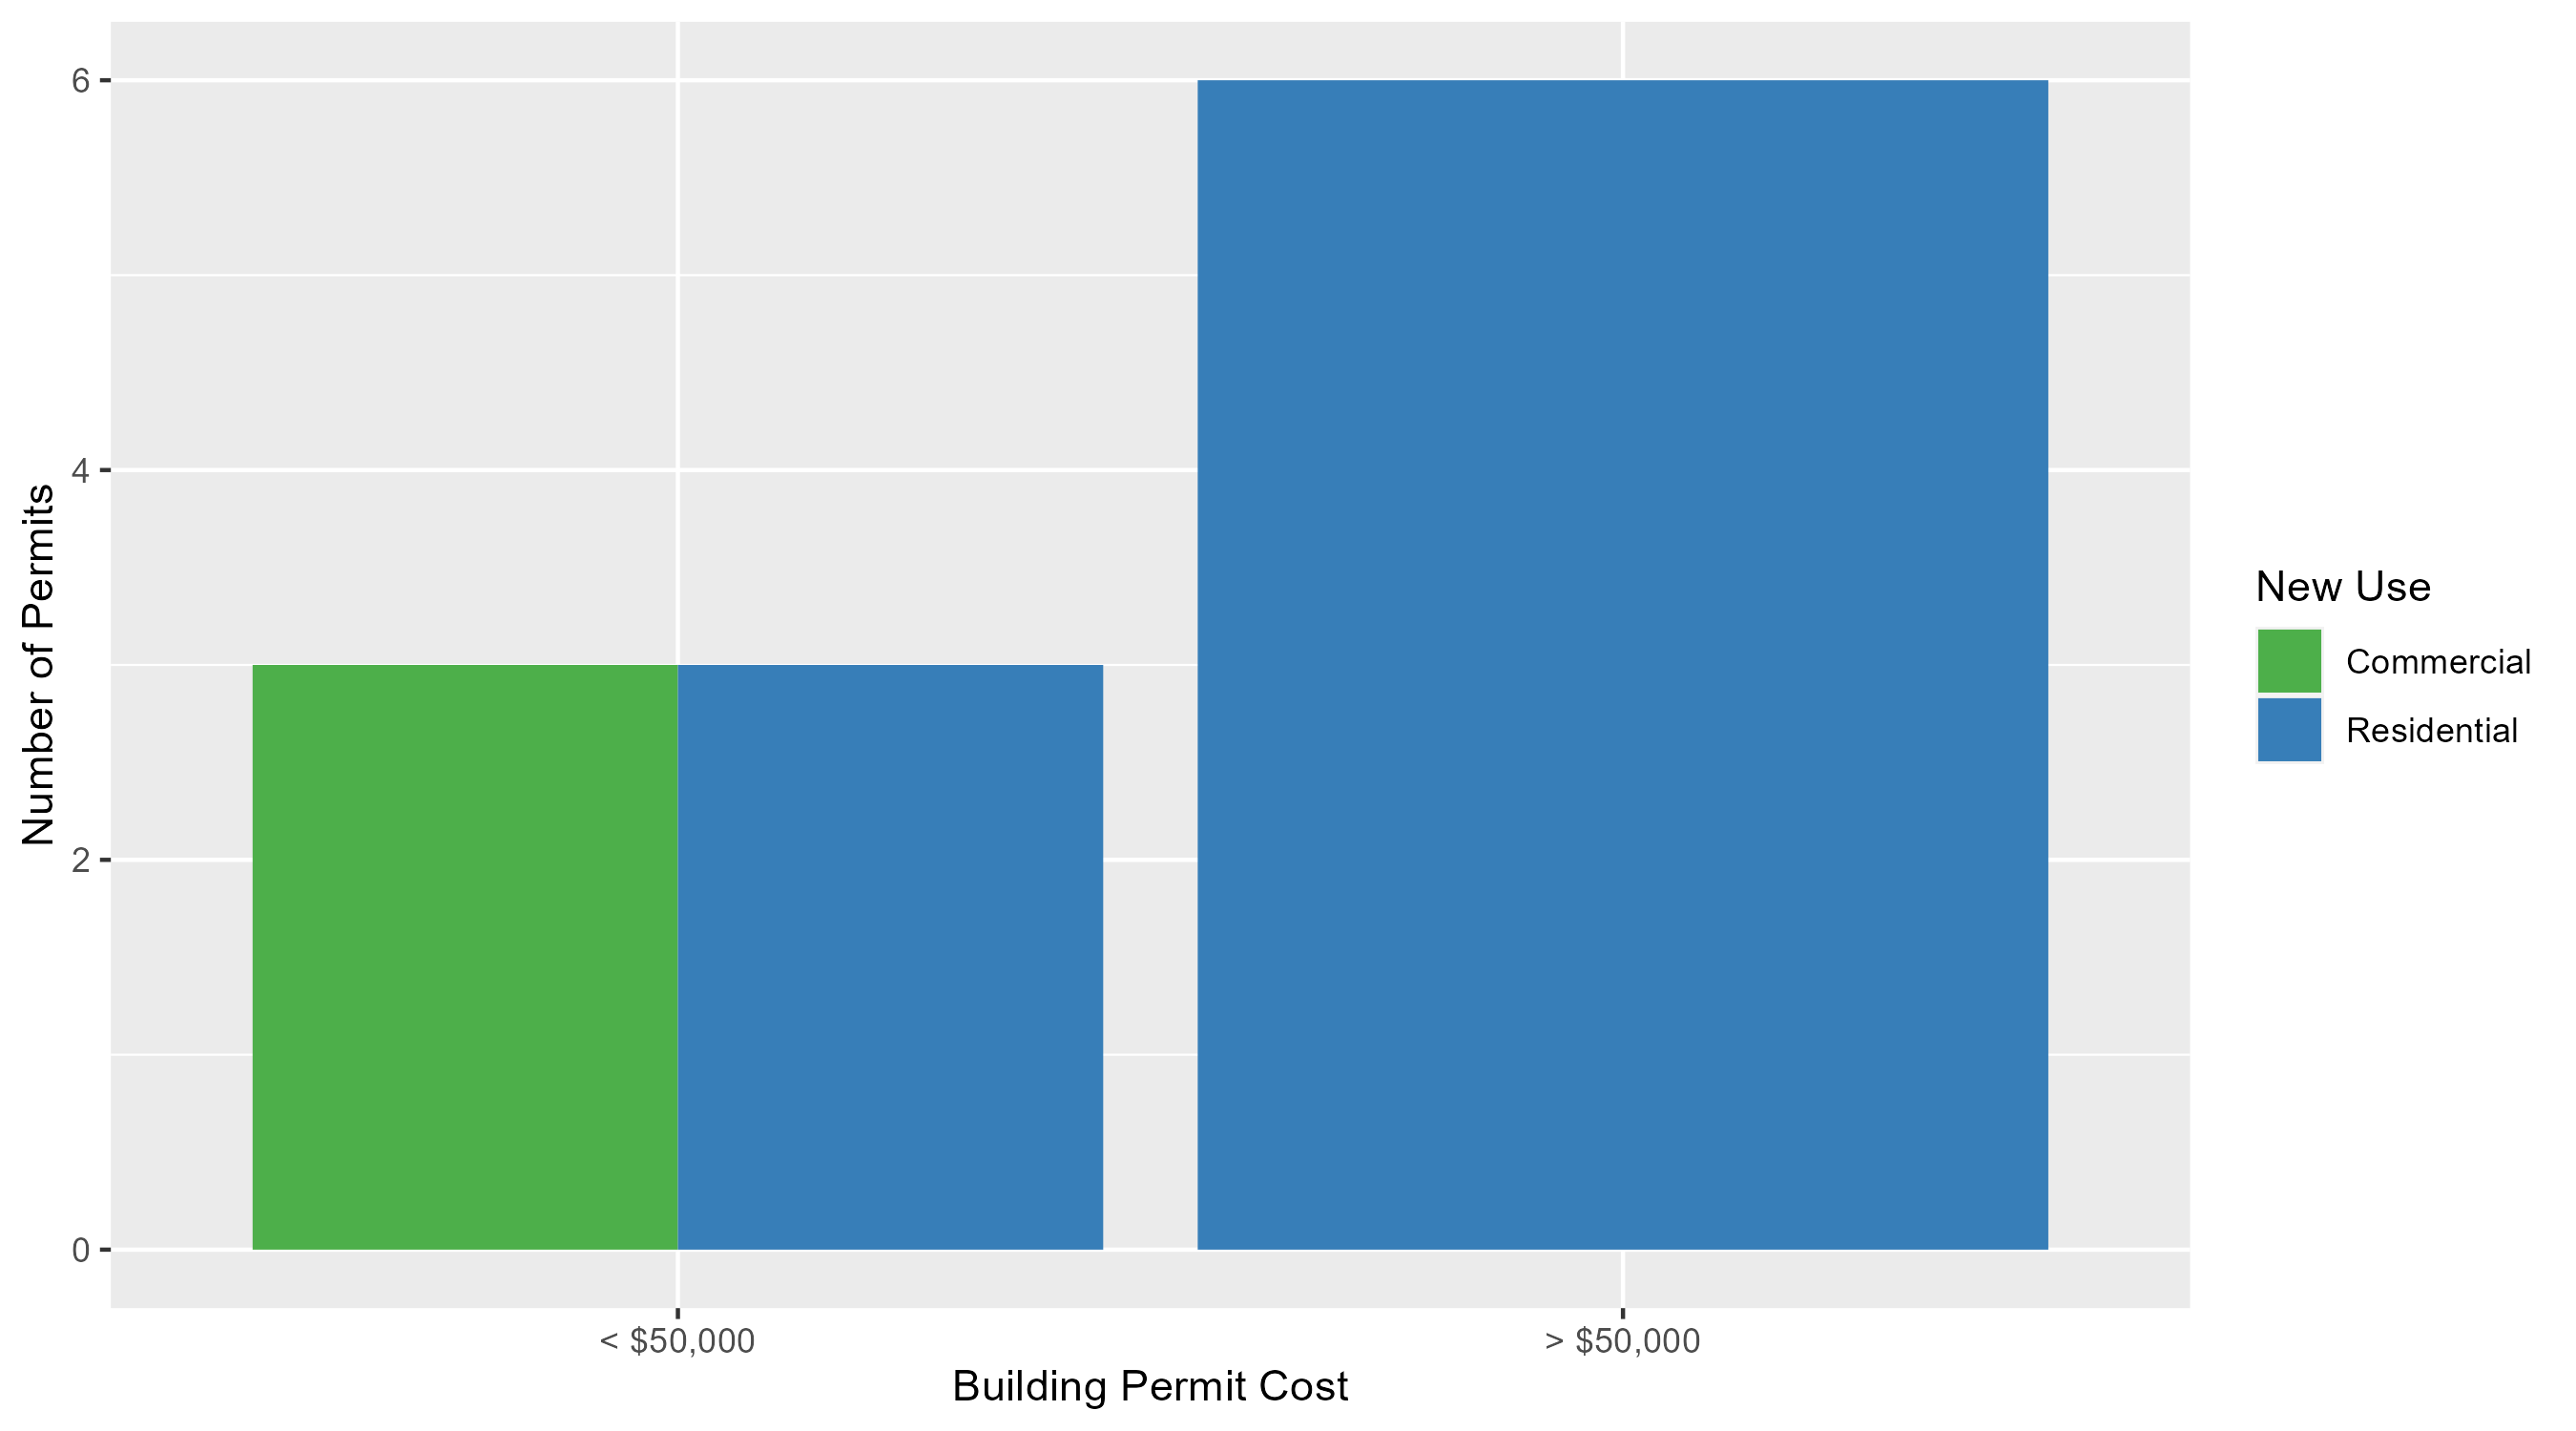 6
4
2
0
Number of Permits
< $50,000
> $50,000
Building Permit Cost
New Use
Commercial
Residential